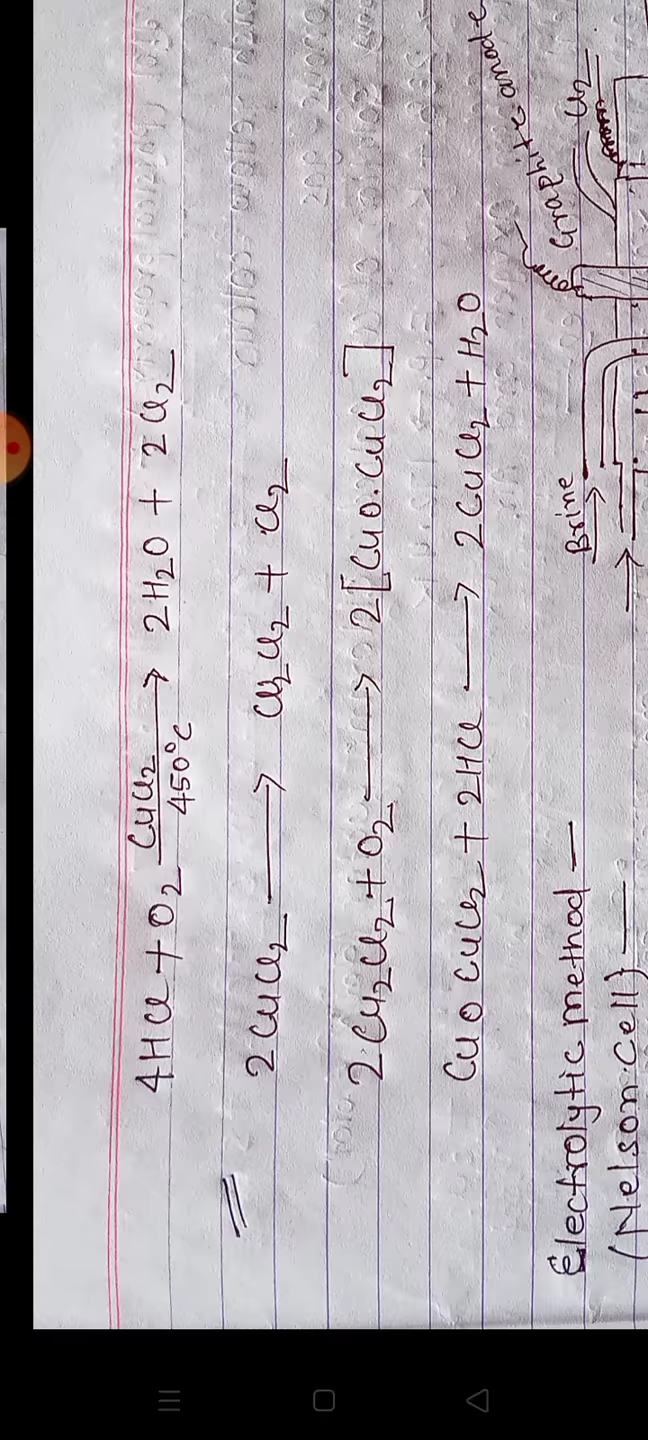 4HCl + O₂ CuCl₂ 450°C → 2H₂O + 2Cl₂
2CuCl₂ → Cu₂Cl₂ + Cl₂
2Cu₂Cl₂ + O₂ → 2[CuO.CuCl₂]
CuO CuCl₂ + 2HCl → 2CuCl₂ + H₂O
Electrolytic method —
(Nelson cell) —
Graphite anode
Cl₂
Brine